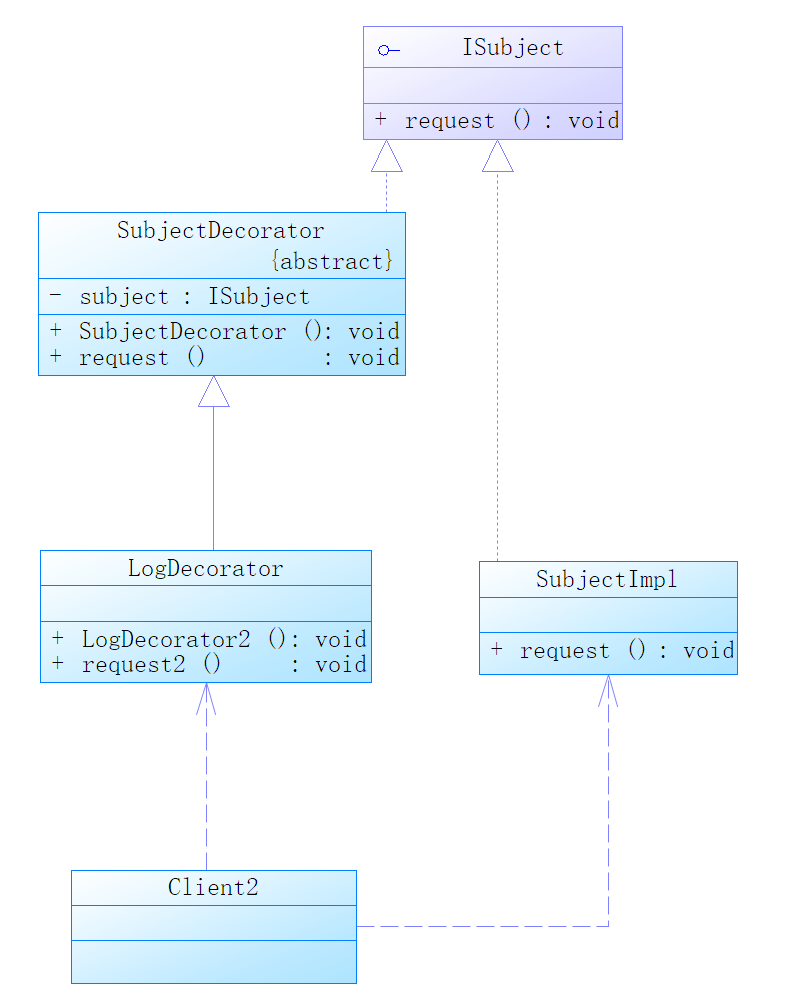 ISubject
+ request () : void
SubjectDecorator
{abstract}
- subject : ISubject
+ SubjectDecorator (): void
+ request () : void
LogDecorator
+ LogDecorator2 (): void
+ request2 () : void
SubjectImpl
+ request () : void
Client2